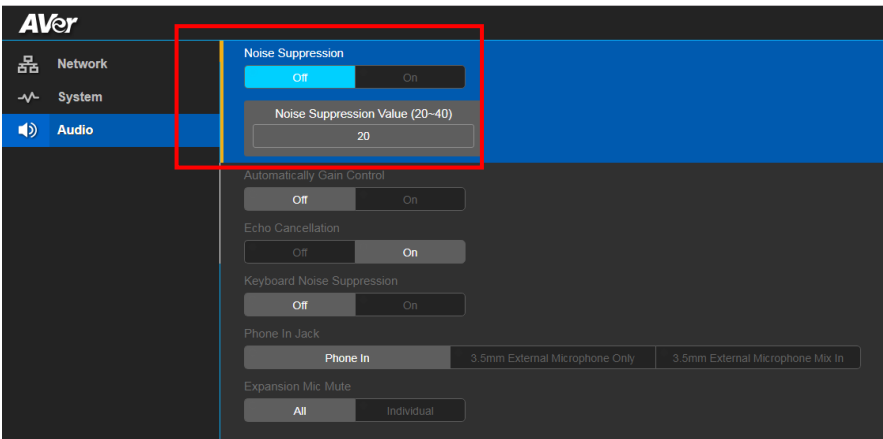 AVer
Network
System
Audio
Noise Suppression
Off On
Noise Suppression Value (20~40)
20
Automatically Gain Control
Off On
Echo Cancellation
Off On
Keyboard Noise Suppression
Off On
Phone In Jack
Phone In 3.5mm External Microphone Only 3.5mm External Microphone Mix In
Expansion Mic Mute
All Individual